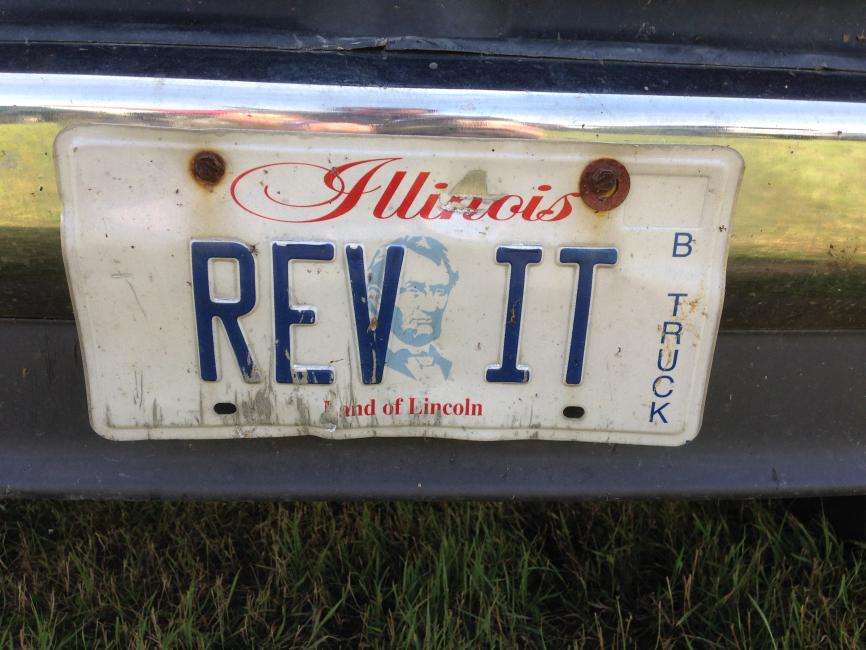 Illinois
REV IT
B TRUCK
Land of Lincoln